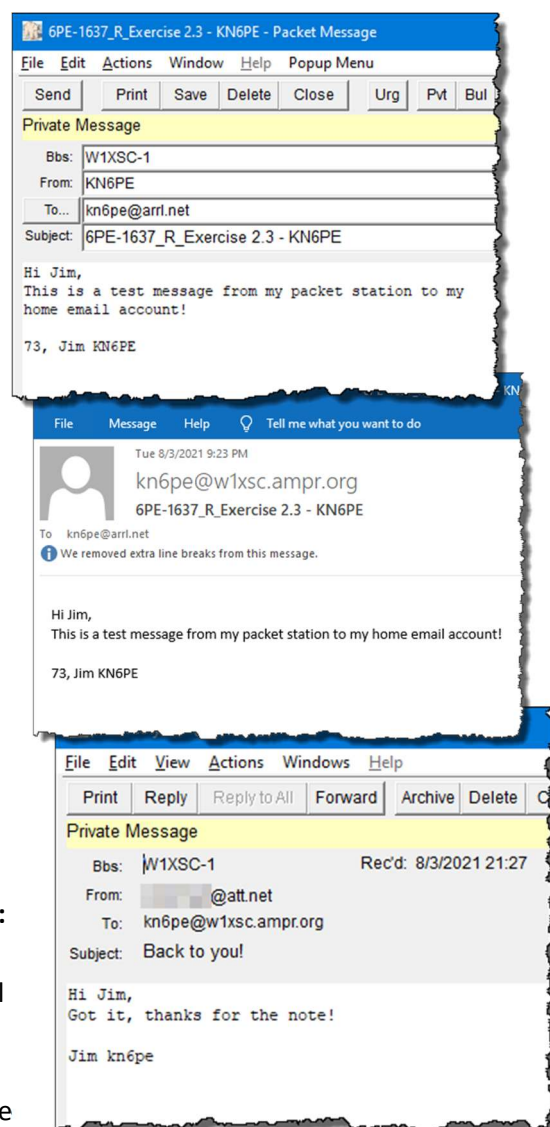 6PE-1637_R_Exercise 2.3 - KN6PE - Packet Message
File Edit Actions Window Help Popup Menu
Send Print Save Delete Close Urg Pvt Bul
Private Message
Bbs: W1XSC-1
From: KN6PE
To... kn6pe@arrl.net
Subject: 6PE-1637_R_Exercise 2.3 - KN6PE
Hi Jim,
This is a test message from my packet station to my
home email account!
73, Jim KN6PE
KN
File Message Help Tell me what you want to do
Tue 8/3/2021 9:23 PM
kn6pe@w1xsc.ampr.org
6PE-1637_R_Exercise 2.3 - KN6PE
To kn6pe@arrl.net
We removed extra line breaks from this message.
Hi Jim,
This is a test message from my packet station to my home email account!
73, Jim KN6PE
File Edit View Actions Windows Help
Print Reply Reply to All Forward Archive Delete
Private Message
Bbs: W1XSC-1 Rec'd: 8/3/2021 21:27
From: @att.net
To: kn6pe@w1xsc.ampr.org
Subject: Back to you!
Hi Jim,
Got it, thanks for the note!
Jim kn6pe